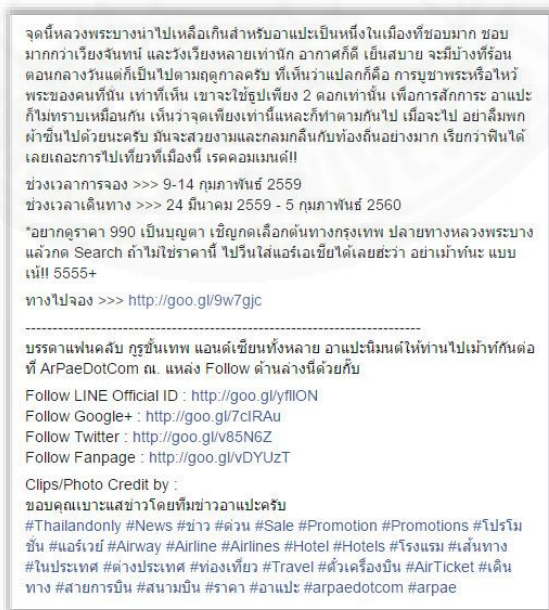 จุดนี้หลวงพระบางน่าไปเหลือเกินสำหรับอาแปะเป็นหนึ่งในเมืองที่ชอบมาก ชอบ
มากกว่าเวียงจันทน์ และวังเวียงหลายเท่านัก อากาศก็ดี เย็นสบาย จะมีบ้างที่ร้อน
ตอนกลางวันแต่ก็เป็นไปตามฤดูกาลครับ ที่เห็นว่าแปลกก็คือ การบูชาพระหรือไหว้
พระของคนที่นั่น เท่าที่เห็น เขาจะใช้ธูปเพียง 2 ดอกเท่านั้น เพื่อการสักการะ อาแปะ
ก็ไม่ทราบเหมือนกัน เห็นว่าจุดเพียงเท่านี้แหละก็ทำตามกันไป เมื่อจะไป อย่าลืมพก
ผ้าซิ่นไปด้วยนะครับ มันจะสวยงามและกลมกลืนกับท้องถิ่นอย่างมาก เรียกว่าฟินได้
เลยเถอะการไปเที่ยวที่เมืองนี้ เรคคอมเมนต์!!
ช่วงเวลาการจอง >>> 9-14 กุมภาพันธ์ 2559
ช่วงเวลาเดินทาง >>> 24 มีนาคม 2559 - 5 กุมภาพันธ์ 2560
*อยากดูราคา 990 เป็นบุญตา เชิญกดเลือกต้นทางกรุงเทพ ปลายทางหลวงพระบาง
แล้วกด Search ถ้าไม่ใช่ราคานี้ ไปวีนใส่แอร์เอเชียได้เลยฮ่ะว่า อย่าเม้าท์นะ แบบ
เน้!! 5555+
ทางไปจอง >>> http://goo.gl/9w7gjc
--------------------------------------------------------------------------
บรรดาแฟนคลับ กูรูชั้นเทพ แอนด์เซียนทั้งหลาย อาแปะนิมนต์ให้ท่านไปเม้าท์กันต่อ
ที่ ArPaeDotCom ณ. แหล่ง Follow ด้านล่างนี้ด้วยกั๊บ
Follow LINE Official ID : http://goo.gl/yfllON
Follow Google+ : http://goo.gl/7clRAu
Follow Twitter : http://goo.gl/v85N6Z
Follow Fanpage : http://goo.gl/vDYUzT
Clips/Photo Credit by :
ขอบคุณเบาะแสข่าวโดยทีมข่าวอาแปะครับ
#Thailandonly #News #ข่าว #ด่วน #Sale #Promotion #Promotions #โปรโม
ชั่น #แอร์เวย์ #Airway #Airline #Airlines #Hotel #Hotels #โรงแรม #เส้นทาง
#ในประเทศ #ต่างประเทศ #ท่องเที่ยว #Travel #ตั๋วเครื่องบิน #AirTicket #เดิน
ทาง #สายการบิน #สนามบิน #ราคา #อาแปะ #arpaedotcom #arpae